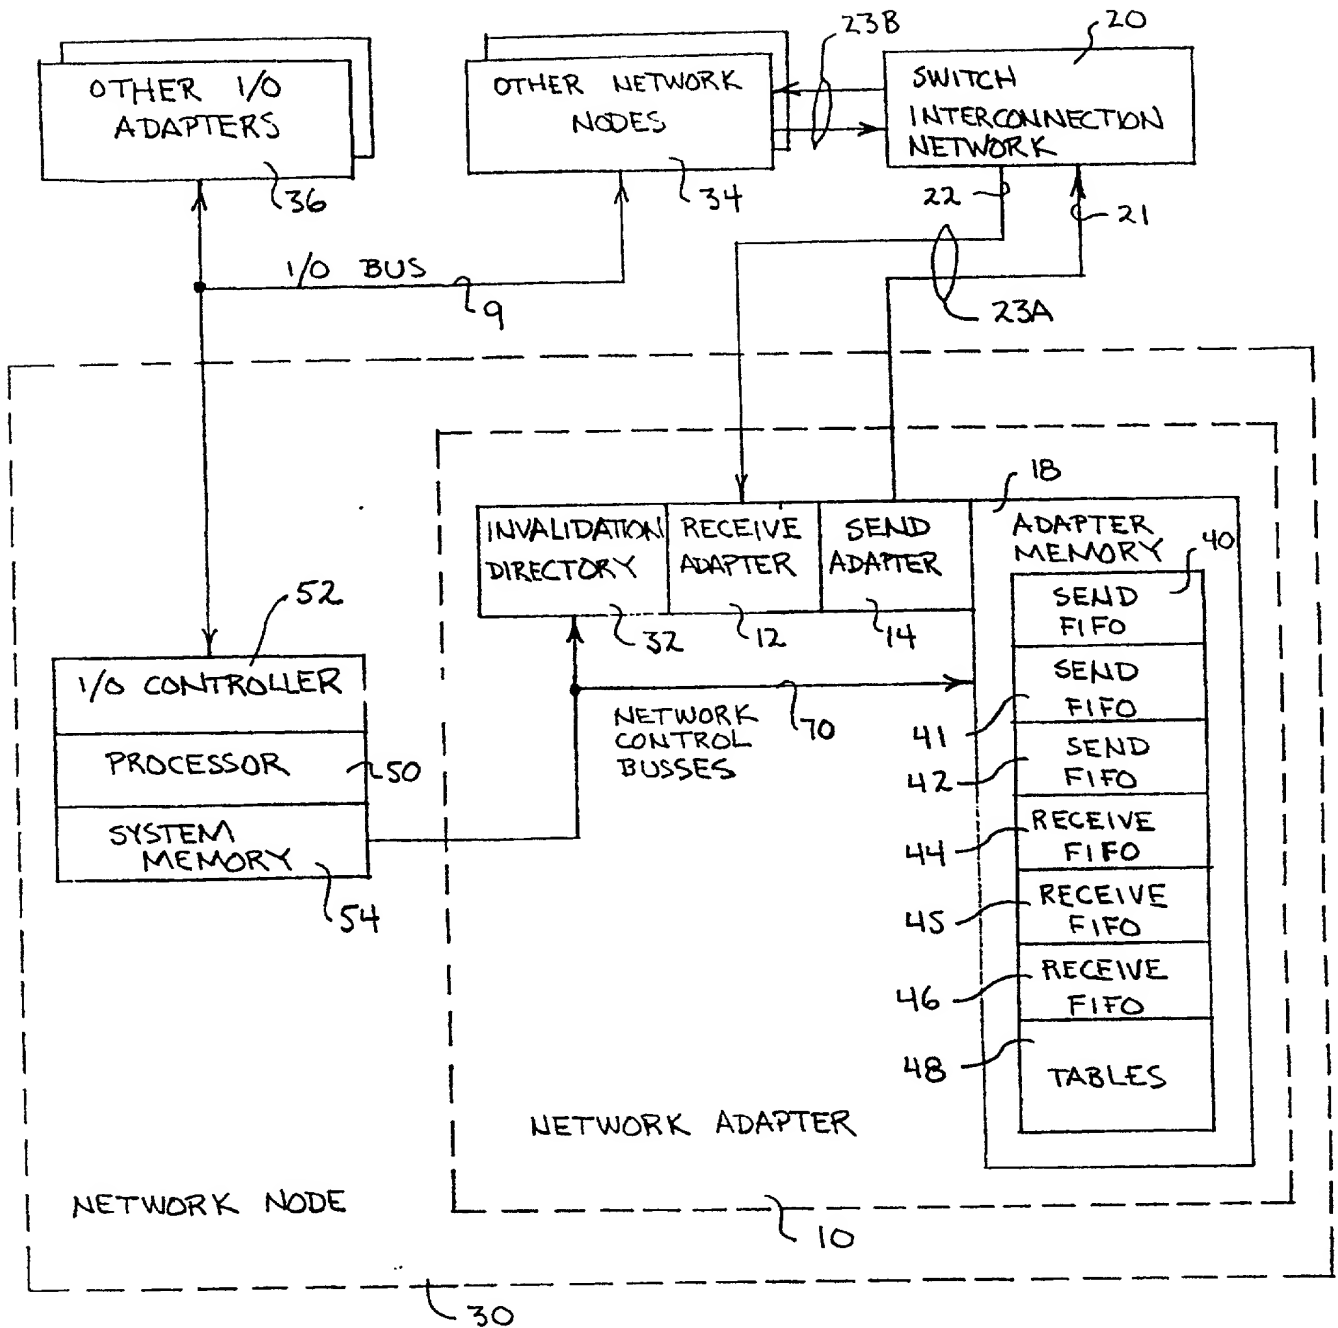 OTHER I/O
ADAPTERS
36
OTHER NETWORK
NODES
34
23B
20
SWITCH
INTERCONNECTION
NETWORK
22
21
23A
I/O BUS
9
18
INVALIDATION
DIRECTORY
32
RECEIVE
ADAPTER
12
SEND
ADAPTER
14
ADAPTER
MEMORY
40
SEND
FIFO
SEND
FIFO
41
SEND
FIFO
42
RECEIVE
FIFO
44
RECEIVE
FIFO
45
RECEIVE
FIFO
46
TABLES
48
52
I/O CONTROLLER
PROCESSOR
50
SYSTEM
MEMORY
54
NETWORK
CONTROL
BUSSES
70
NETWORK ADAPTER
10
NETWORK NODE
30